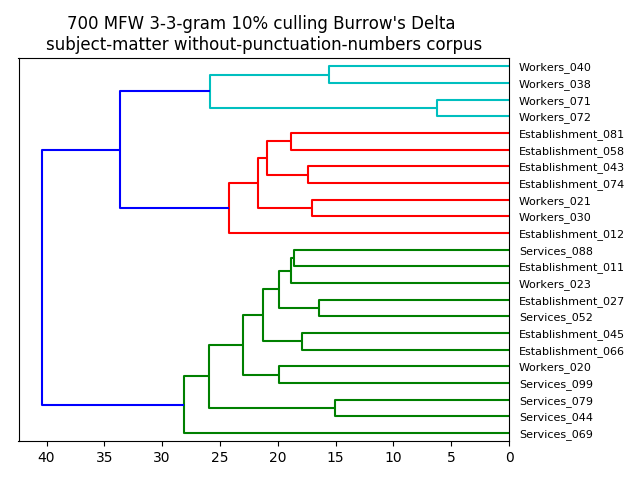 700 MFW 3-3-gram 10% culling Burrow's Delta
subject-matter without-punctuation-numbers corpus
Workers_040
Workers_038
Workers_071
Workers_072
Establishment_081
Establishment_058
Establishment_043
Establishment_074
Workers_021
Workers_030
Establishment_012
Services_088
Establishment_011
Workers_023
Establishment_027
Services_052
Establishment_045
Establishment_066
Workers_020
Services_099
Services_079
Services_044
Services_069
40 35 30 25 20 15 10 5 0